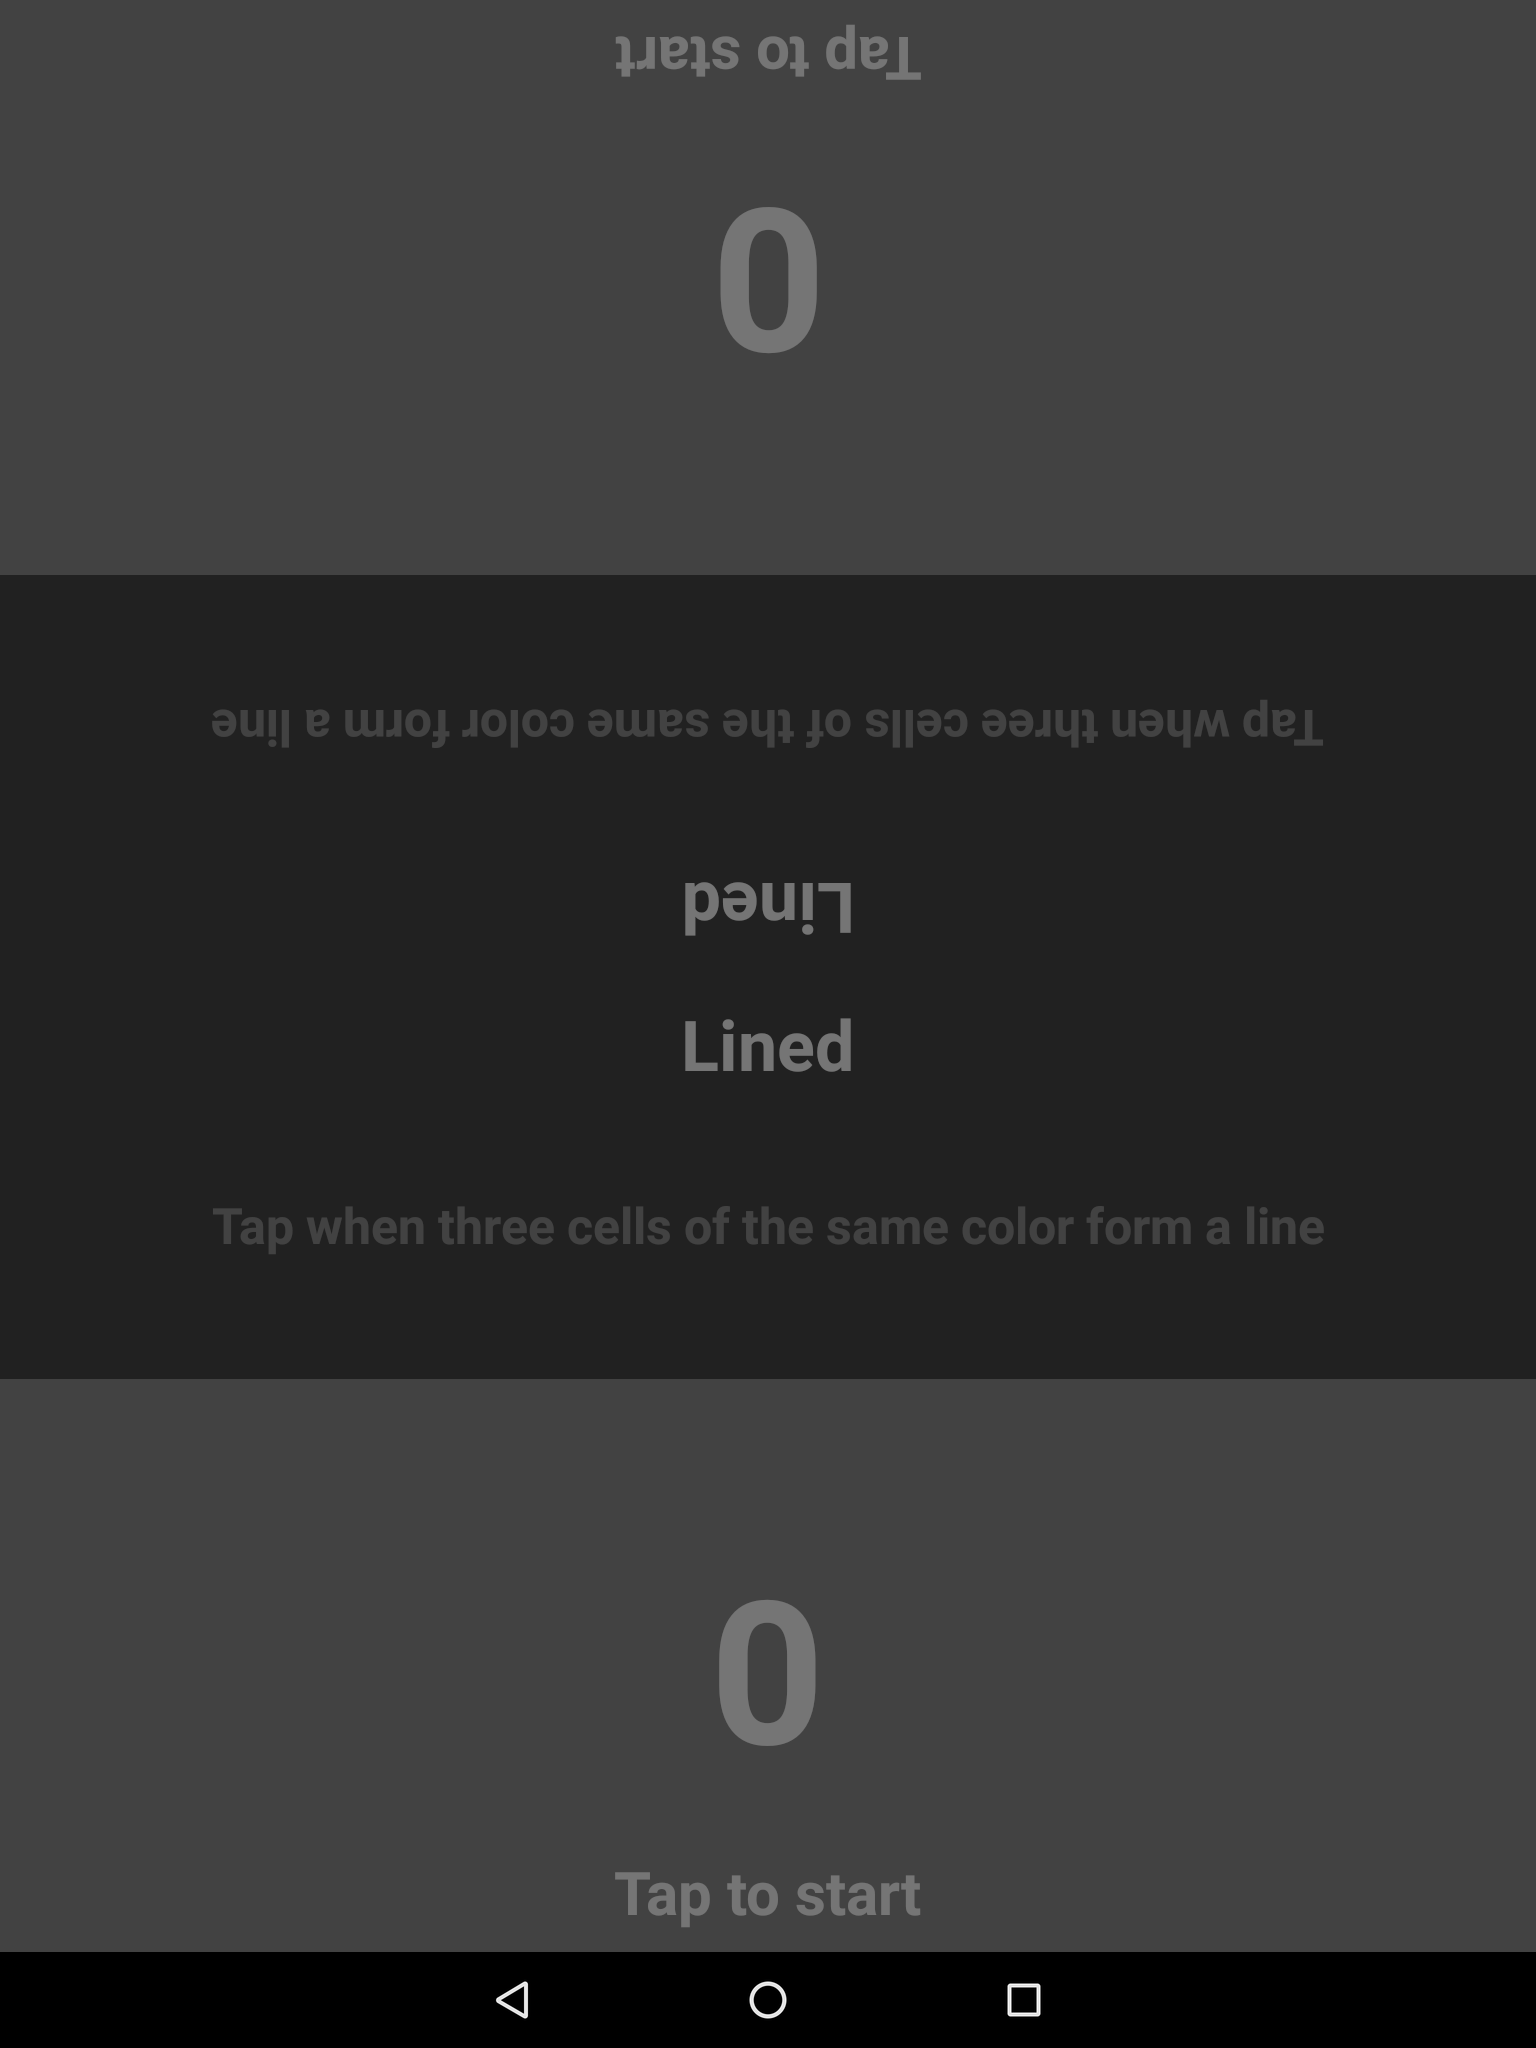 Tap to start
0
Tap when three cells of the same color form a line
Lined
Lined
Tap when three cells of the same color form a line
0
Tap to start